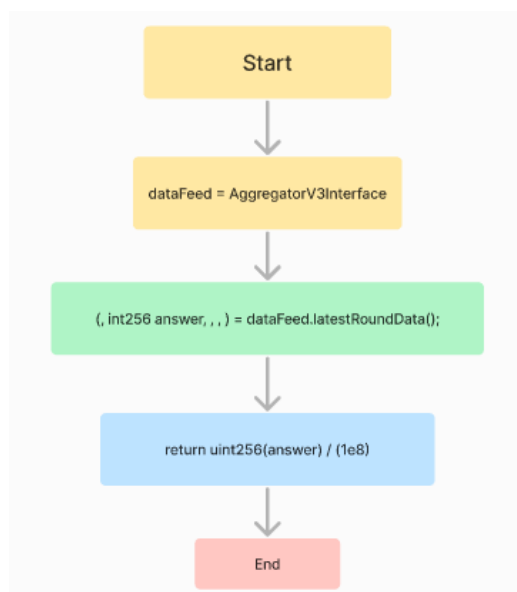 Start
dataFeed = AggregatorV3Interface
(, int256 answer, , , ) = dataFeed.latestRoundData();
return uint256(answer) / (1e8)
End